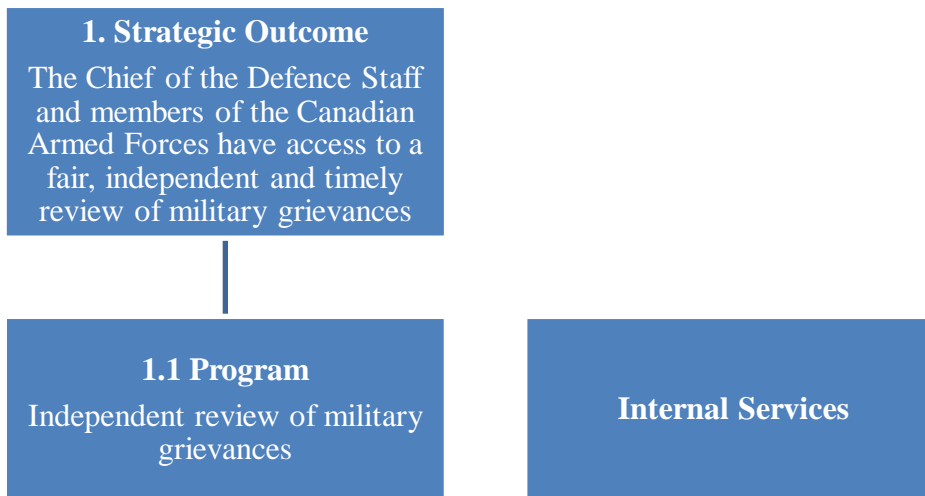 1. Strategic Outcome
The Chief of the Defence Staff
and members of the Canadian
Armed Forces have access to a
fair, independent and timely
review of military grievances
1.1 Program
Independent review of military
grievances
Internal Services